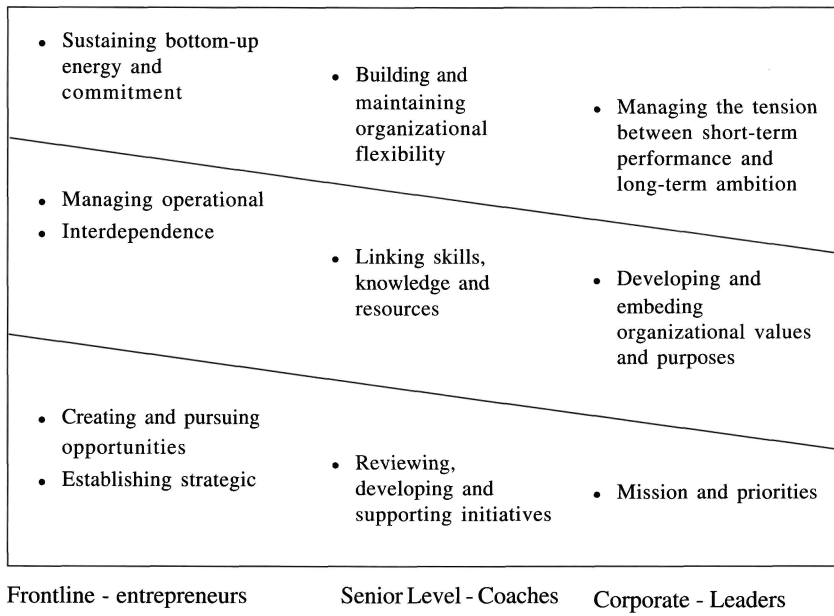 • Sustaining bottom-up
energy and
commitment
• Building and
maintaining
organizational
flexibility
• Managing the tension
between short-term
performance and
long-term ambition
• Managing operational
• Interdependence
• Linking skills,
knowledge and
resources
• Developing and
embeding
organizational values
and purposes
• Creating and pursuing
opportunities
• Establishing strategic
• Reviewing,
developing and
supporting initiatives
• Mission and priorities
Frontline - entrepreneurs
Senior Level - Coaches
Corporate - Leaders